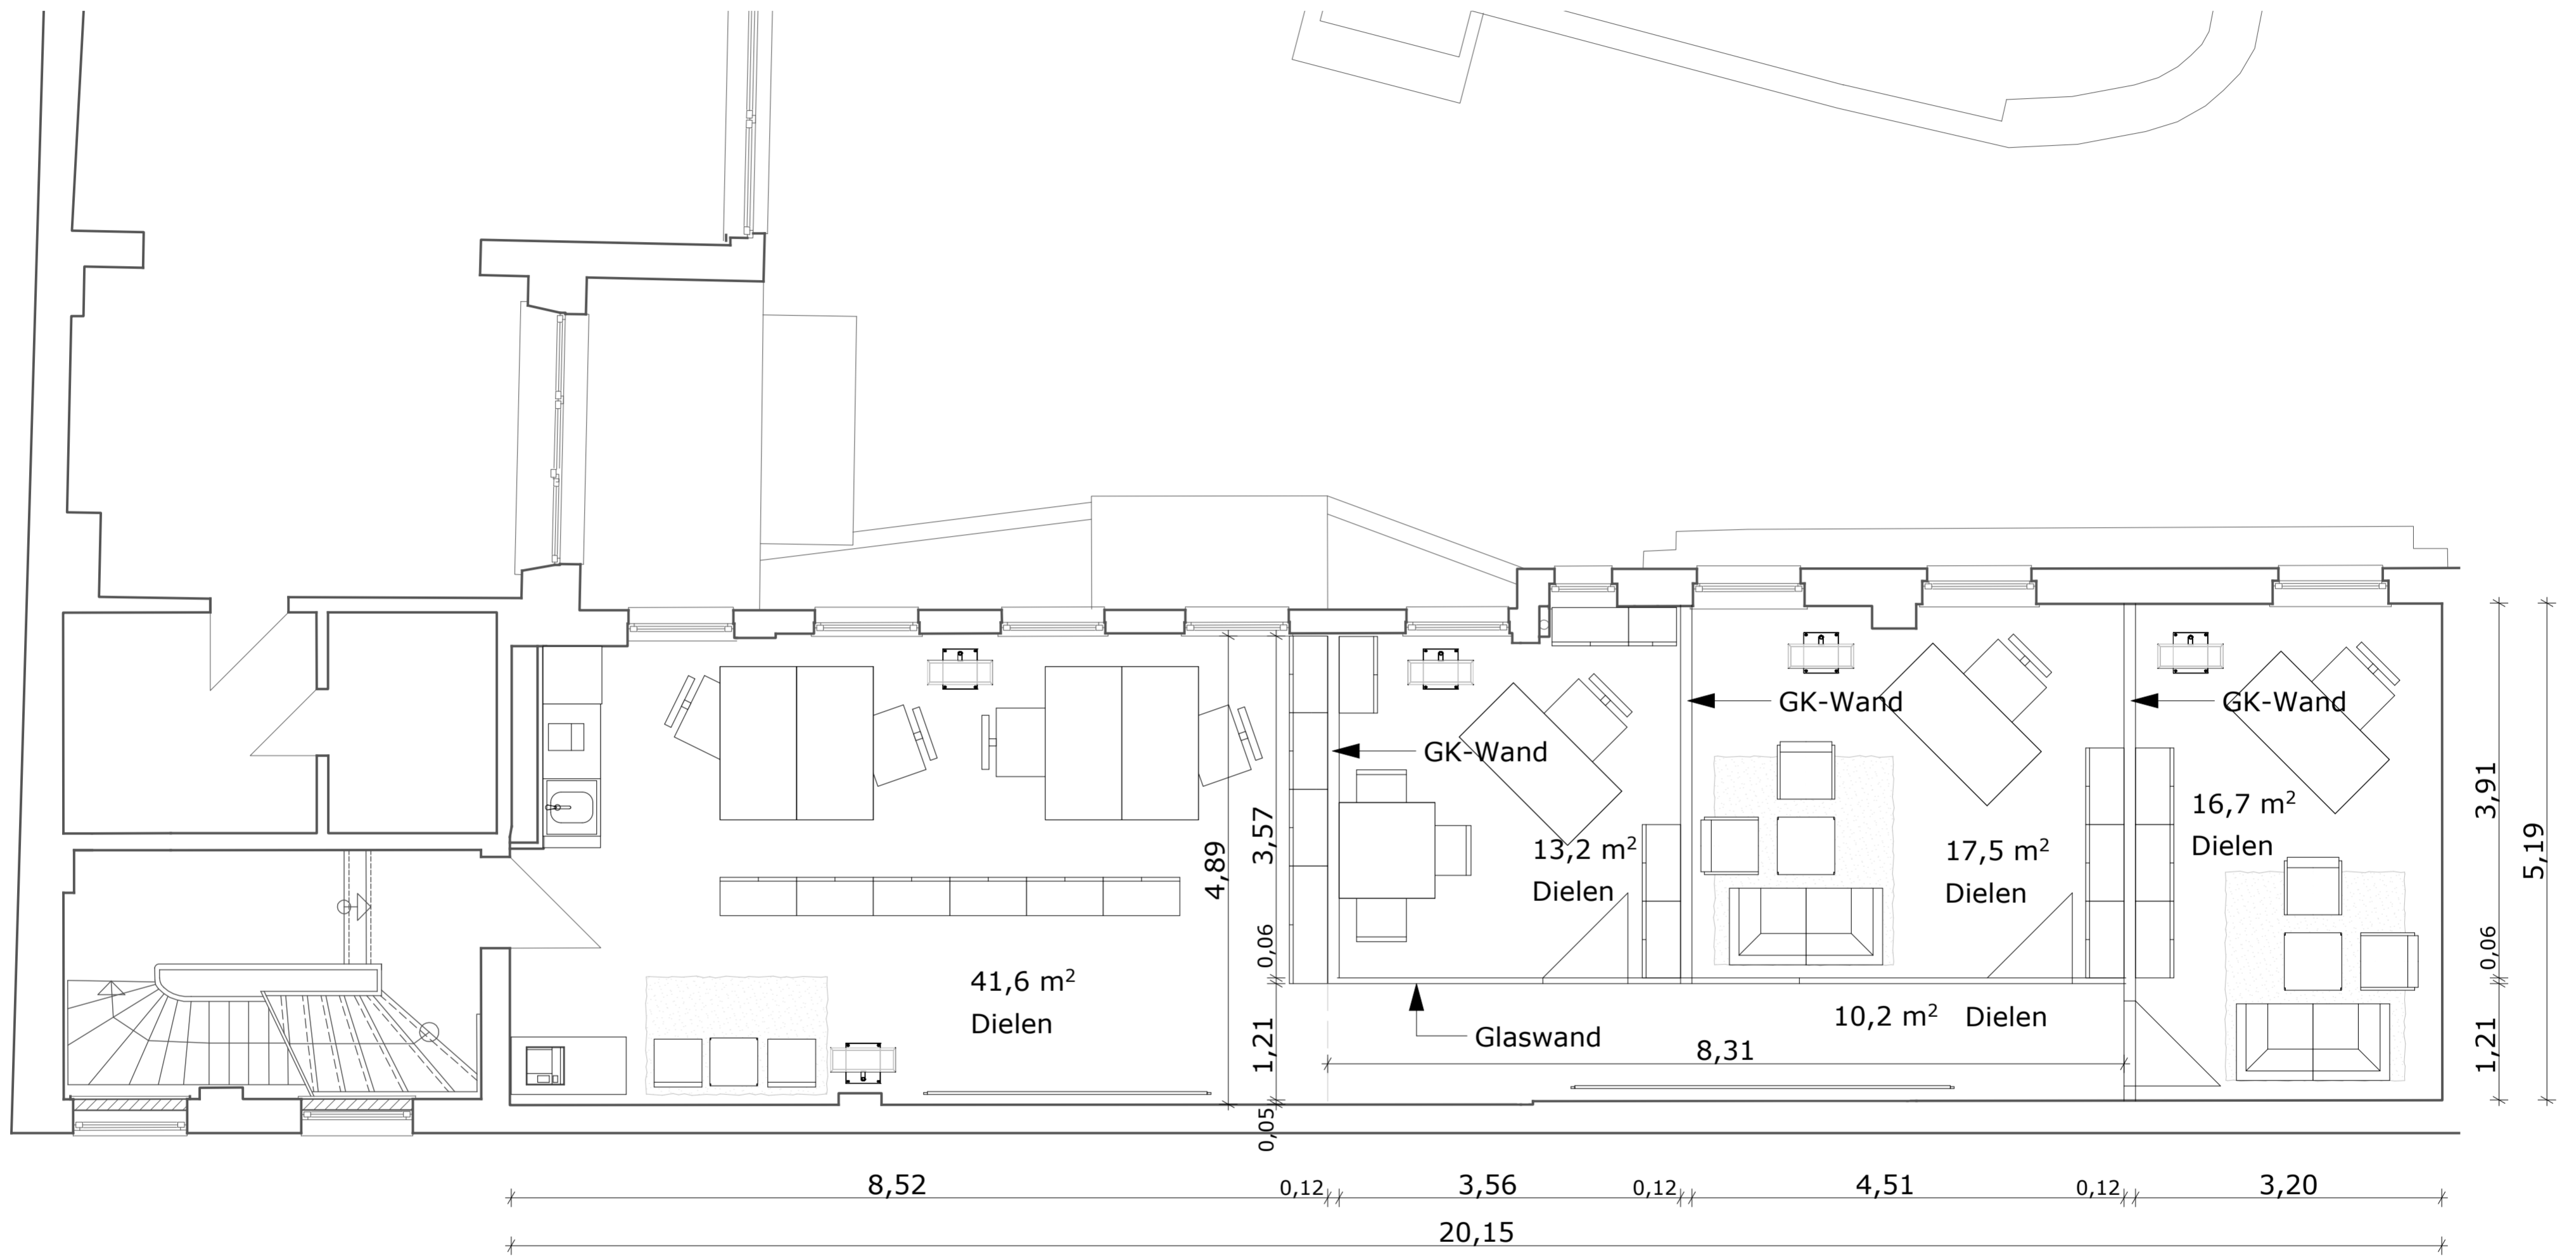 GK-Wand
GK-Wand
GK-Wand
16,7 m²
Dielen
13,2 m²
Dielen
17,5 m²
Dielen
41,6 m²
Dielen
10,2 m² Dielen
Glaswand
8,31
4,89
3,57
0,06
1,21
0,05
3,91
0,06
1,21
5,19
8,52
0,12
3,56
0,12
4,51
0,12
3,20
20,15